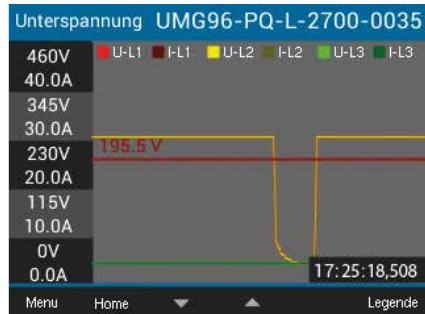 Unterspannung UMG96-PQ-L-2700-0035
460V
40.0A
U-L1 I-L1 U-L2 I-L2 U-L3 I-L3
345V
30.0A
195.5 V
230V
20.0A
115V
10.0A
0V
0.0A
17:25:18,508
Menu Home Legende